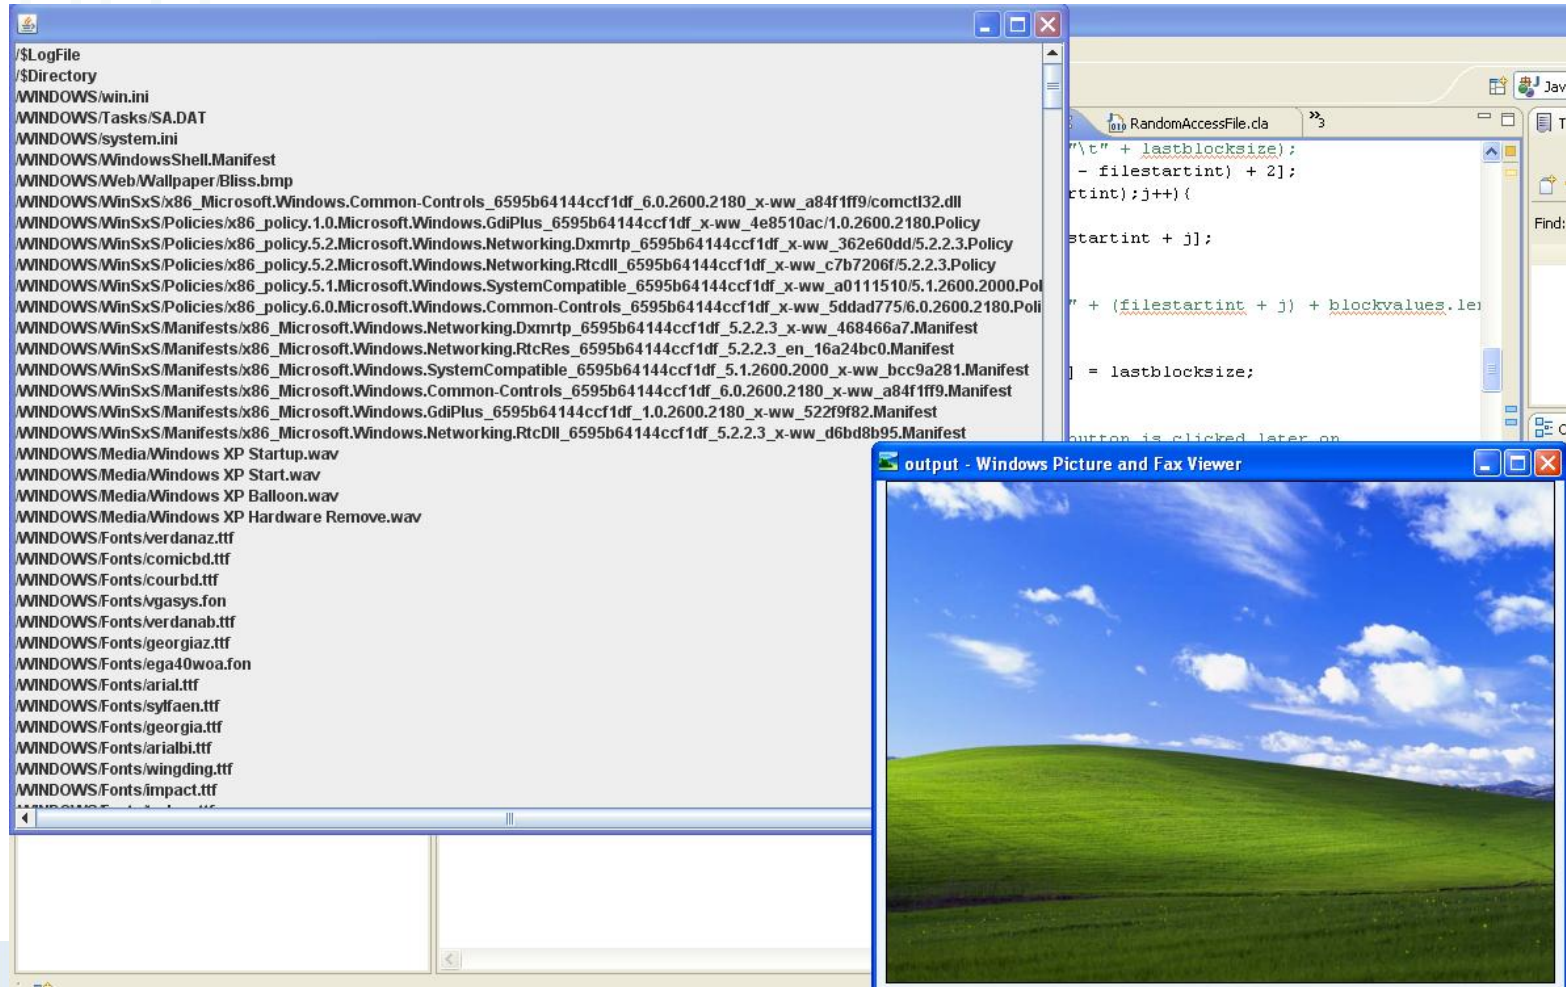 /$LogFile
/$Directory
/WINDOWS/win.ini
/WINDOWS/Tasks/SA.DAT
/WINDOWS/system.ini
/WINDOWS/WindowsShell.Manifest
/WINDOWS/Web/Wallpaper/Bliss.bmp
/WINDOWS/WinSxS/x86_Microsoft.Windows.Common-Controls_6595b64144ccf1df_6.0.2600.2180_x-ww_a84f1ff9/comctl32.dll
/WINDOWS/WinSxS/Policies/x86_policy.1.0.Microsoft.Windows.GdiPlus_6595b64144ccf1df_x-ww_4e8510ac/1.0.2600.2180.Policy
/WINDOWS/WinSxS/Policies/x86_policy.5.2.Microsoft.Windows.Networking.Dxmrtp_6595b64144ccf1df_x-ww_362e60dd/5.2.2.3.Policy
/WINDOWS/WinSxS/Policies/x86_policy.5.2.Microsoft.Windows.Networking.Rtcdll_6595b64144ccf1df_x-ww_c7b7206f/5.2.2.3.Policy
/WINDOWS/WinSxS/Policies/x86_policy.5.1.Microsoft.Windows.SystemCompatible_6595b64144ccf1df_x-ww_a0111510/5.1.2600.2000.Pol
/WINDOWS/WinSxS/Policies/x86_policy.6.0.Microsoft.Windows.Common-Controls_6595b64144ccf1df_x-ww_5ddad775/6.0.2600.2180.Poli
/WINDOWS/WinSxS/Manifests/x86_Microsoft.Windows.Networking.Dxmrtp_6595b64144ccf1df_5.2.2.3_x-ww_468466a7.Manifest
/WINDOWS/WinSxS/Manifests/x86_Microsoft.Windows.Networking.RtcRes_6595b64144ccf1df_5.2.2.3_en_16a24bc0.Manifest
/WINDOWS/WinSxS/Manifests/x86_Microsoft.Windows.SystemCompatible_6595b64144ccf1df_5.1.2600.2000_x-ww_bcc9a281.Manifest
/WINDOWS/WinSxS/Manifests/x86_Microsoft.Windows.Common-Controls_6595b64144ccf1df_6.0.2600.2180_x-ww_a84f1ff9.Manifest
/WINDOWS/WinSxS/Manifests/x86_Microsoft.Windows.GdiPlus_6595b64144ccf1df_1.0.2600.2180_x-ww_522f9f82.Manifest
/WINDOWS/WinSxS/Manifests/x86_Microsoft.Windows.Networking.RtcDll_6595b64144ccf1df_5.2.2.3_x-ww_d6bd8b95.Manifest
/WINDOWS/Media/Windows XP Startup.wav
/WINDOWS/Media/Windows XP Start.wav
/WINDOWS/Media/Windows XP Balloon.wav
/WINDOWS/Media/Windows XP Hardware Remove.wav
/WINDOWS/Fonts/verdanaz.ttf
/WINDOWS/Fonts/comicbd.ttf
/WINDOWS/Fonts/courbd.ttf
/WINDOWS/Fonts/vgasys.fon
/WINDOWS/Fonts/verdanab.ttf
/WINDOWS/Fonts/georgiaz.ttf
/WINDOWS/Fonts/ega40woa.fon
/WINDOWS/Fonts/arial.ttf
/WINDOWS/Fonts/sylfaen.ttf
/WINDOWS/Fonts/georgia.ttf
/WINDOWS/Fonts/arialbi.ttf
/WINDOWS/Fonts/wingding.ttf
/WINDOWS/Fonts/impact.ttf
Jav
RandomAccessFile.cla
»3
T
"\t" + lastblocksize);
- filestartint) + 2];
rtint);j++){
startint + j];
" + (filestartint + j) + blockvalues.le
] = lastblocksize;
button is clicked later on
Find:
output - Windows Picture and Fax Viewer